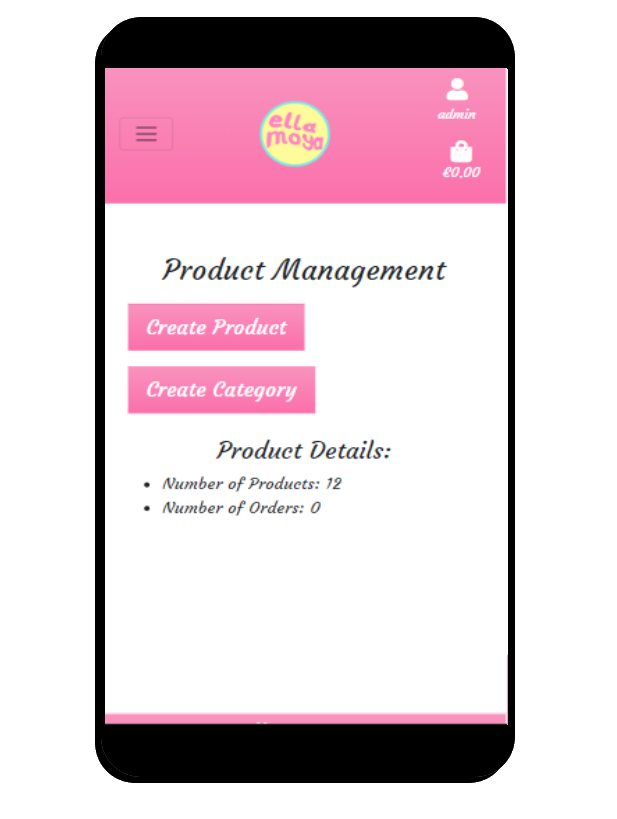 admin
ella
moya
€0.00
Product Management
Create Product
Create Category
Product Details:
Number of Products: 12
Number of Orders: 0